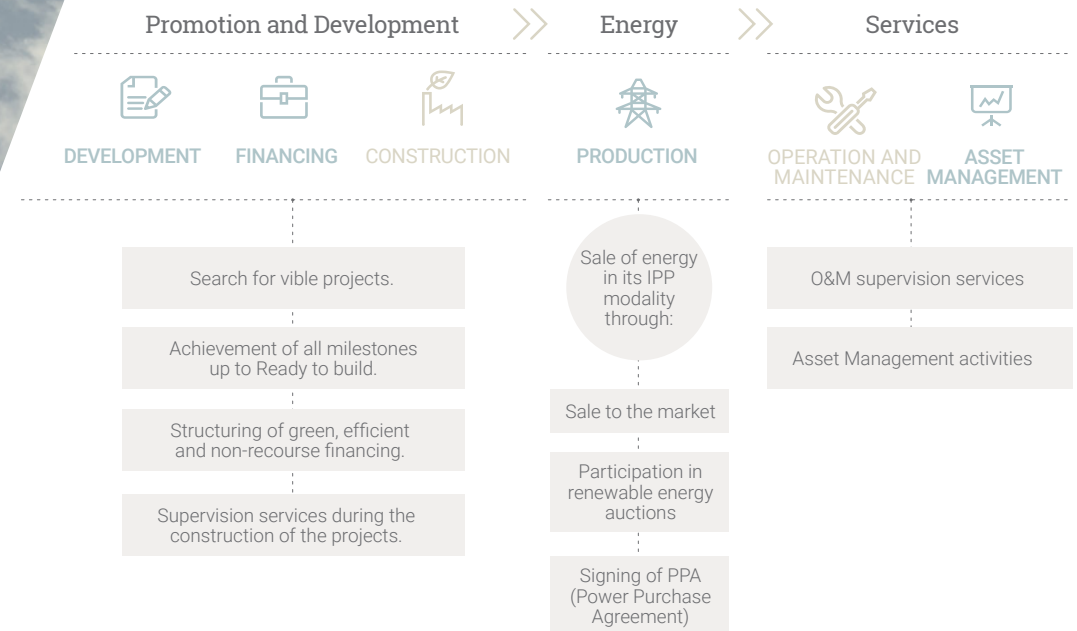 Promotion and Development
Energy
Services
DEVELOPMENT
FINANCING
CONSTRUCTION
PRODUCTION
OPERATION AND
MAINTENANCE
ASSET
MANAGEMENT
Search for vible projects.
Achievement of all milestones
up to Ready to build.
Structuring of green, efficient
and non-recourse financing.
Supervision services during the
construction of the projects.
Sale of energy
in its IPP
modality
through:
Sale to the market
Participation in
renewable energy
auctions
Signing of PPA
(Power Purchase
Agreement)
O&M supervision services
Asset Management activities